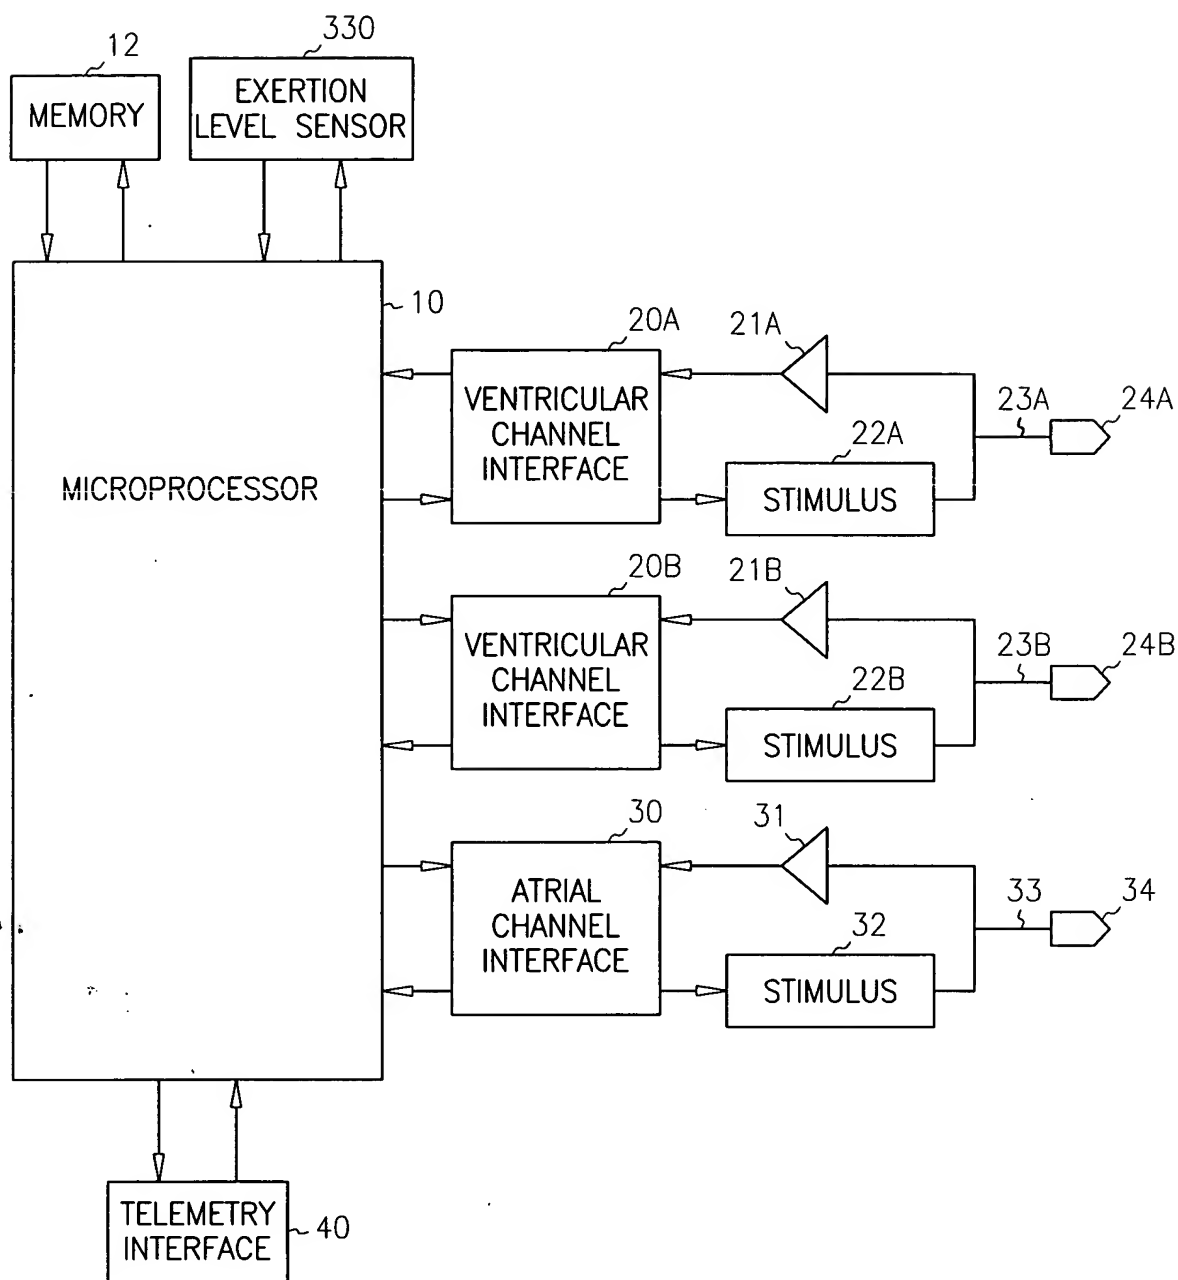 12
330
MEMORY
EXERTION
LEVEL SENSOR
10
MICROPROCESSOR
20A
21A
VENTRICULAR
CHANNEL
INTERFACE
22A
STIMULUS
23A
24A
20B
21B
VENTRICULAR
CHANNEL
INTERFACE
22B
STIMULUS
23B
24B
30
31
ATRIAL
CHANNEL
INTERFACE
32
STIMULUS
33
34
TELEMETRY
INTERFACE
40